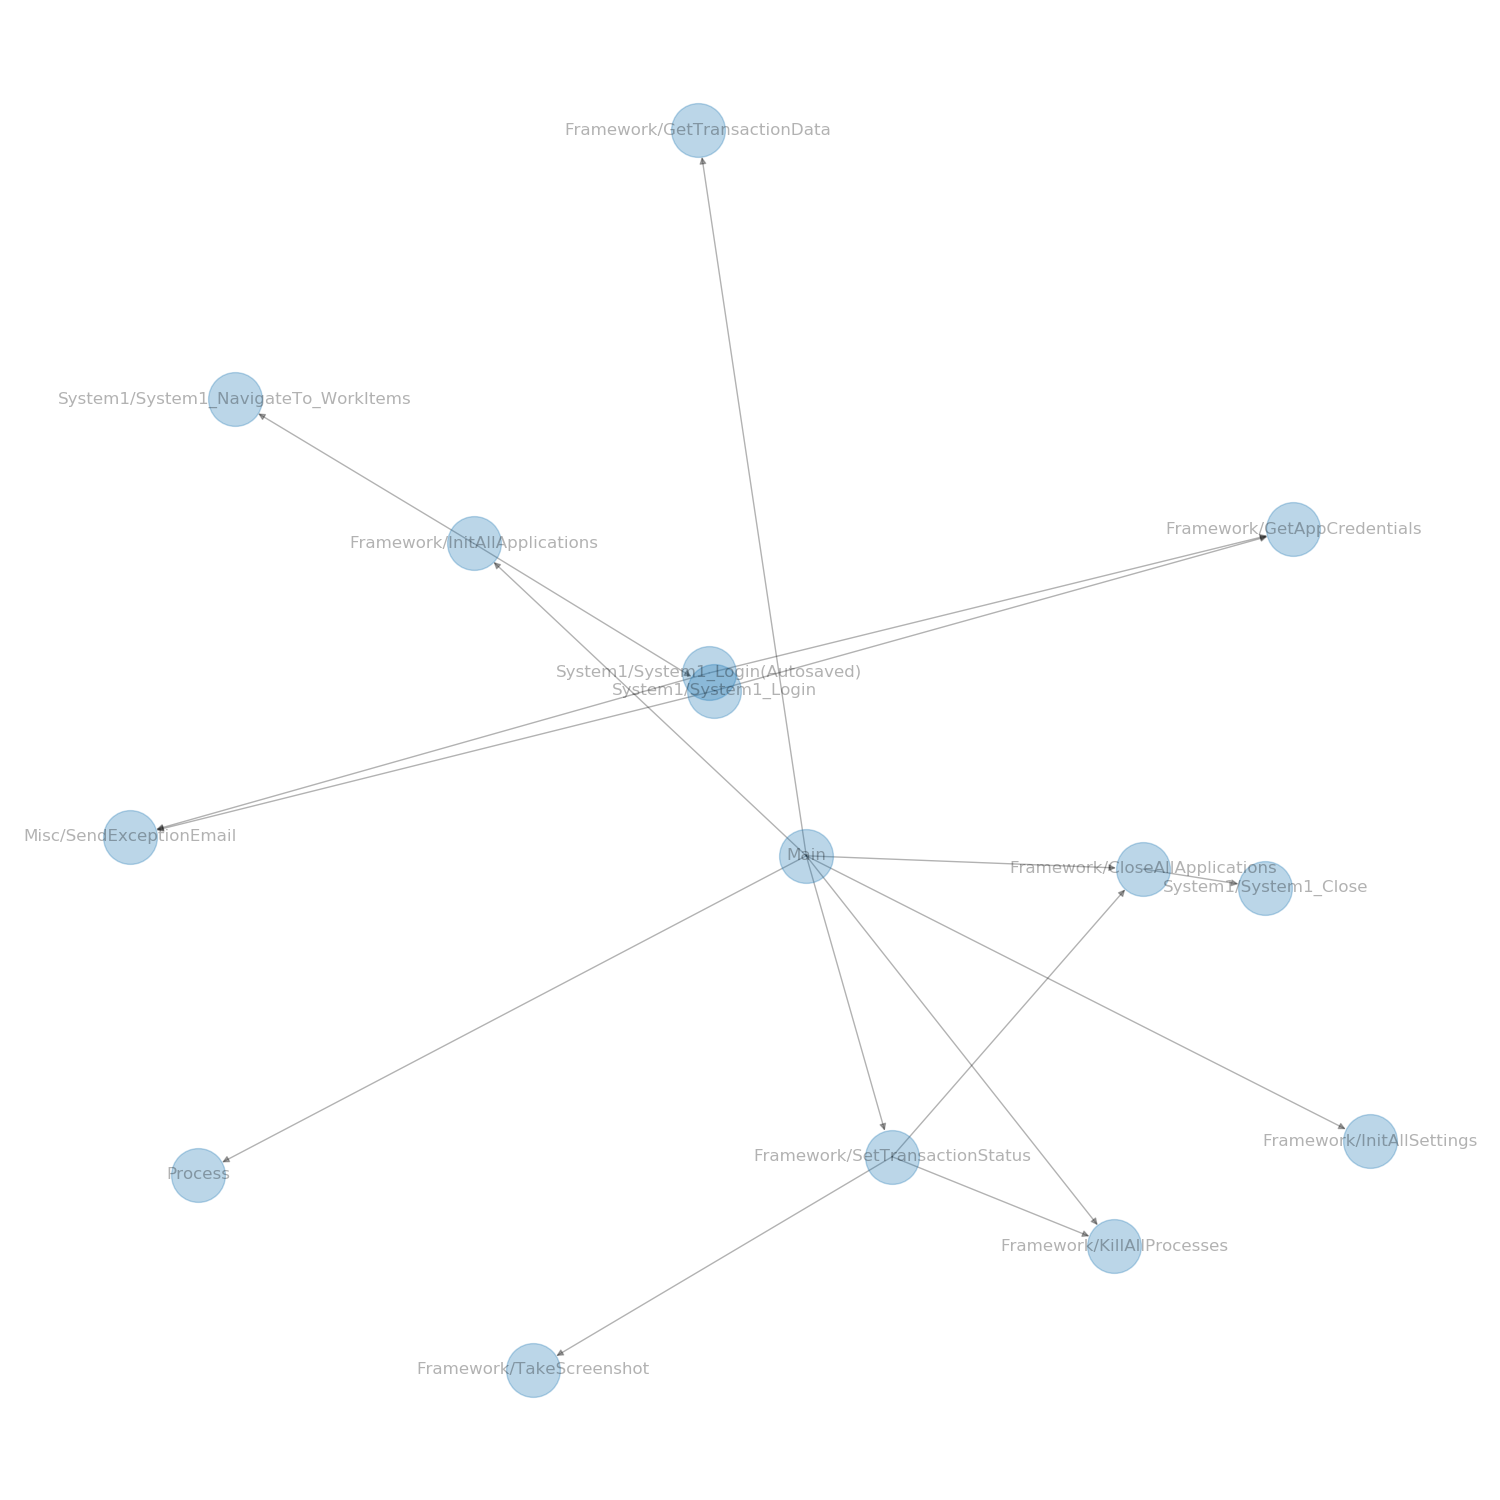 Framework/GetTransactionData
System1/System1_NavigateTo_WorkItems
Framework/GetAppCredentials
Framework/InitAllApplications
System1/System1_Login(Autosaved)
System1/System1_Login
Misc/SendExceptionEmail
Main
Framework/CloseAllApplications
System1/System1_Close
Framework/InitAllSettings
Framework/SetTransactionStatus
Process
Framework/KillAllProcesses
Framework/TakeScreenshot